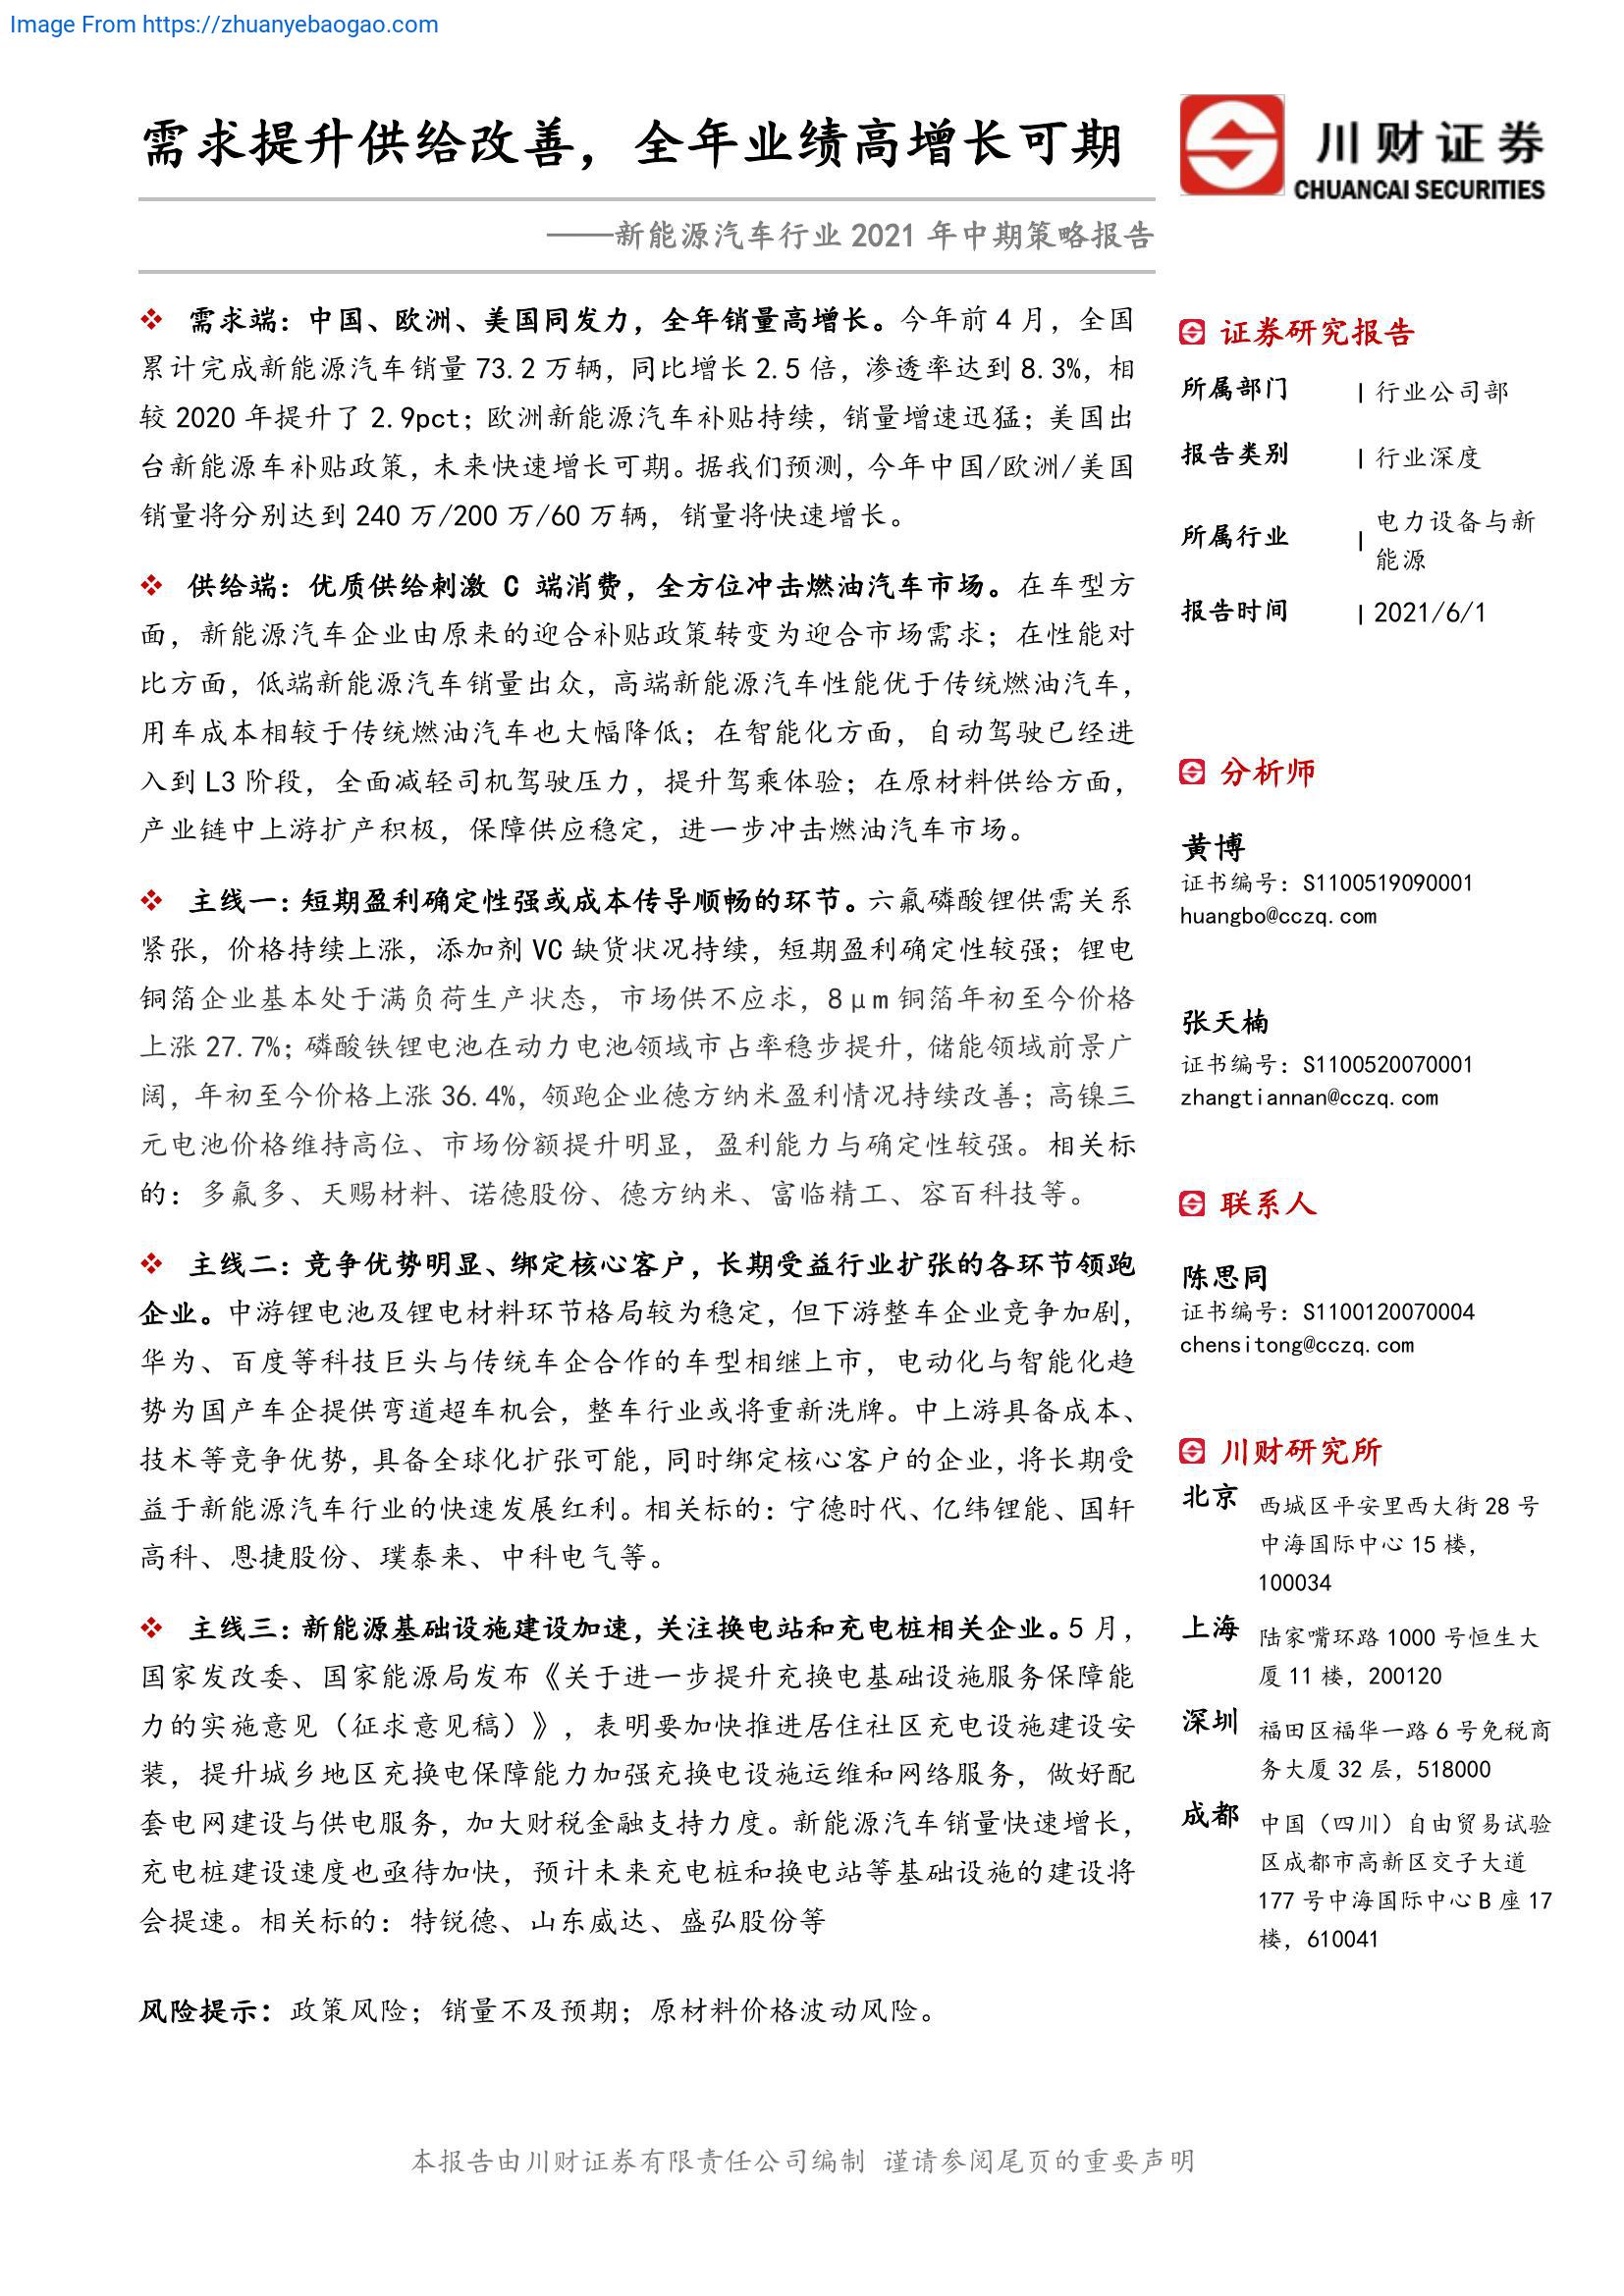 Image From https://zhuanyebaogao.com
需求提升供给改善，全年业绩高增长可期
——新能源汽车行业 2021 年中期策略报告
川财证券
CHUANCAI SECURITIES
❖ 需求端：中国、欧洲、美国同发力，全年销量高增长。今年前 4 月，全国
累计完成新能源汽车销量 73.2 万辆，同比增长 2.5 倍，渗透率达到 8.3%，相
较 2020 年提升了 2.9pct；欧洲新能源汽车补贴持续，销量增速迅猛；美国出
台新能源车补贴政策，未来快速增长可期。据我们预测，今年中国/欧洲/美国
销量将分别达到 240 万/200 万/60 万辆，销量将快速增长。
❖ 供给端：优质供给刺激 C 端消费，全方位冲击燃油汽车市场。在车型方
面，新能源汽车企业由原来的迎合补贴政策转变为迎合市场需求；在性能对
比方面，低端新能源汽车销量出众，高端新能源汽车性能优于传统燃油汽车，
用车成本相较于传统燃油汽车也大幅降低；在智能化方面，自动驾驶已经进
入到 L3 阶段，全面减轻司机驾驶压力，提升驾乘体验；在原材料供给方面，
产业链中上游扩产积极，保障供应稳定，进一步冲击燃油汽车市场。
❖ 主线一：短期盈利确定性强或成本传导顺畅的环节。六氟磷酸锂供需关系
紧张，价格持续上涨，添加剂 VC 缺货状况持续，短期盈利确定性较强；锂电
铜箔企业基本处于满负荷生产状态，市场供不应求，8μm 铜箔年初至今价格
上涨 27.7%；磷酸铁锂电池在动力电池领域市占率稳步提升，储能领域前景广
阔，年初至今价格上涨 36.4%，领跑企业德方纳米盈利情况持续改善；高镍三
元电池价格维持高位、市场份额提升明显，盈利能力与确定性较强。相关标
的：多氟多、天赐材料、诺德股份、德方纳米、富临精工、容百科技等。
❖ 主线二：竞争优势明显、绑定核心客户，长期受益行业扩张的各环节领跑
企业。中游锂电池及锂电材料环节格局较为稳定，但下游整车企业竞争加剧，
华为、百度等科技巨头与传统车企合作的车型相继上市，电动化与智能化趋
势为国产车企提供弯道超车机会，整车行业或将重新洗牌。中上游具备成本、
技术等竞争优势，具备全球化扩张可能，同时绑定核心客户的企业，将长期受
益于新能源汽车行业的快速发展红利。相关标的：宁德时代、亿纬锂能、国轩
高科、恩捷股份、璞泰来、中科电气等。
❖ 主线三：新能源基础设施建设加速，关注换电站和充电桩相关企业。5 月，
国家发改委、国家能源局发布《关于进一步提升充换电基础设施服务保障能
力的实施意见（征求意见稿）》，表明要加快推进居住社区充电设施建设安
装，提升城乡地区充换电保障能力加强充换电设施运维和网络服务，做好配
套电网建设与供电服务，加大财税金融支持力度。新能源汽车销量快速增长，
充电桩建设速度也亟待加快，预计未来充电桩和换电站等基础设施的建设将
会提速。相关标的：特锐德、山东威达、盛弘股份等
风险提示：政策风险；销量不及预期；原材料价格波动风险。
证券研究报告
所属部门 | 行业公司部
报告类别 | 行业深度
所属行业 | 电力设备与新
能源
报告时间 | 2021/6/1
分析师
黄博
证书编号：S1100519090001
huangbo@cczq.com
张天楠
证书编号：S1100520070001
zhangtiannan@cczq.com
联系人
陈思同
证书编号：S1100120070004
chensitong@cczq.com
川财研究所
北京 西城区平安里西大街 28 号
中海国际中心 15 楼，
100034
上海 陆家嘴环路 1000 号恒生大
厦 11 楼，200120
深圳 福田区福华一路 6 号免税商
务大厦 32 层，518000
成都 中国（四川）自由贸易试验
区成都市高新区交子大道
177 号中海国际中心 B 座 17
楼，610041
本报告由川财证券有限责任公司编制 谨请参阅尾页的重要声明